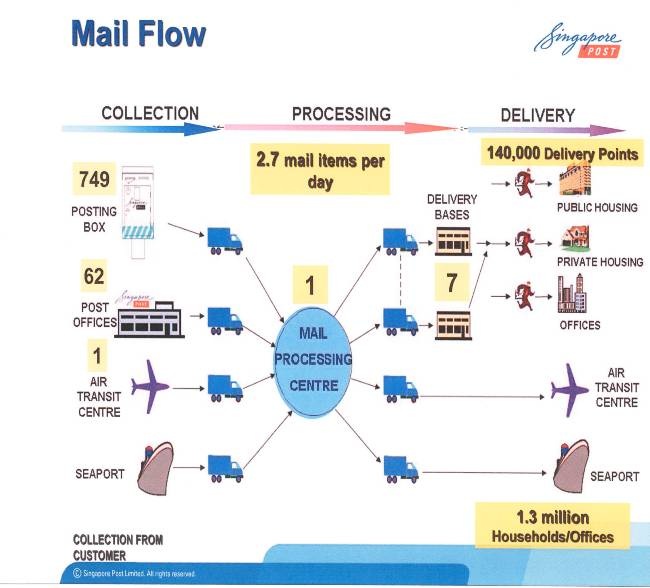 Mail Flow
Singapore
POST
COLLECTION
PROCESSING
DELIVERY
2.7 mail items per
day
140,000 Delivery Points
749
POSTING
BOX
DELIVERY
BASES
PUBLIC HOUSING
62
POST
OFFICES
Singapore
POST
1
7
PRIVATE HOUSING
OFFICES
MAIL
PROCESSING
CENTRE
1
AIR
TRANSIT
CENTRE
AIR
TRANSIT
CENTRE
SEAPORT
SEAPORT
1.3 million
Households/Offices
COLLECTION FROM
CUSTOMER
© Singapore Post Limited. All rights reserved.